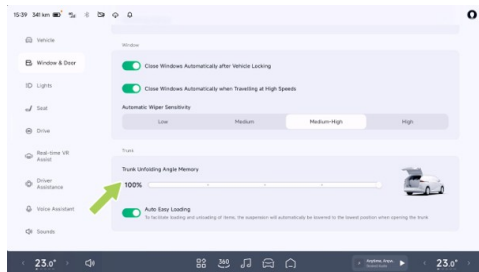 15:39 341 km
Vehicle
Window & Door
Lights
Seat
Drive
Real-time VR
Assist
Driver
Assistance
Voice Assistant
Sounds
Window
Close Windows Automatically after Vehicle Locking
Close Windows Automatically when Travelling at High Speeds
Automatic Wiper Sensitivity
Low Medium Medium-High High
Trunk
Trunk Unfolding Angle Memory
100%
Auto Easy Loading
To facilitate loading and unloading of items, the suspension will automatically be lowered to the lowest position when opening the trunk
23.0° 360 23.0°